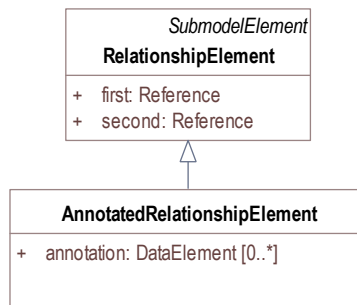 SubmodelElement
RelationshipElement
+ first: Reference
+ second: Reference
AnnotatedRelationshipElement
+ annotation: DataElement [0..*]